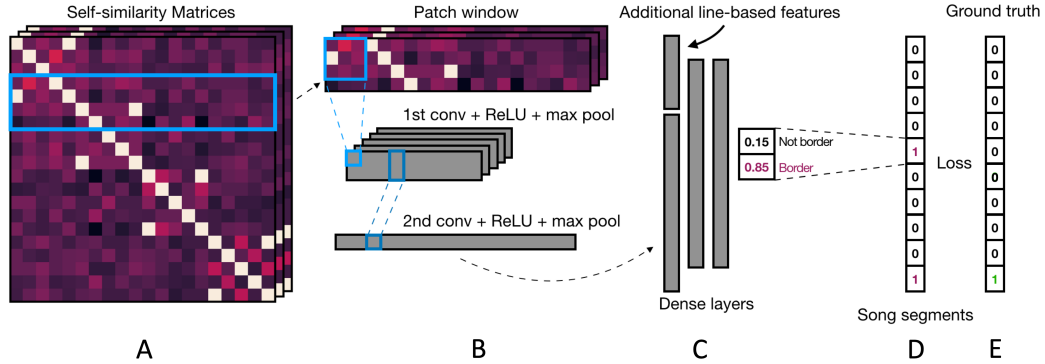 Self-similarity Matrices
Patch window
Additional line-based features
Ground truth
1st conv + ReLU + max pool
2nd conv + ReLU + max pool
0.15 Not border
0.85 Border
Dense layers
0
0
0
0
1
0
0
0
0
1
Song segments
Loss
0
0
0
0
0
0
0
0
0
1
A B C D E